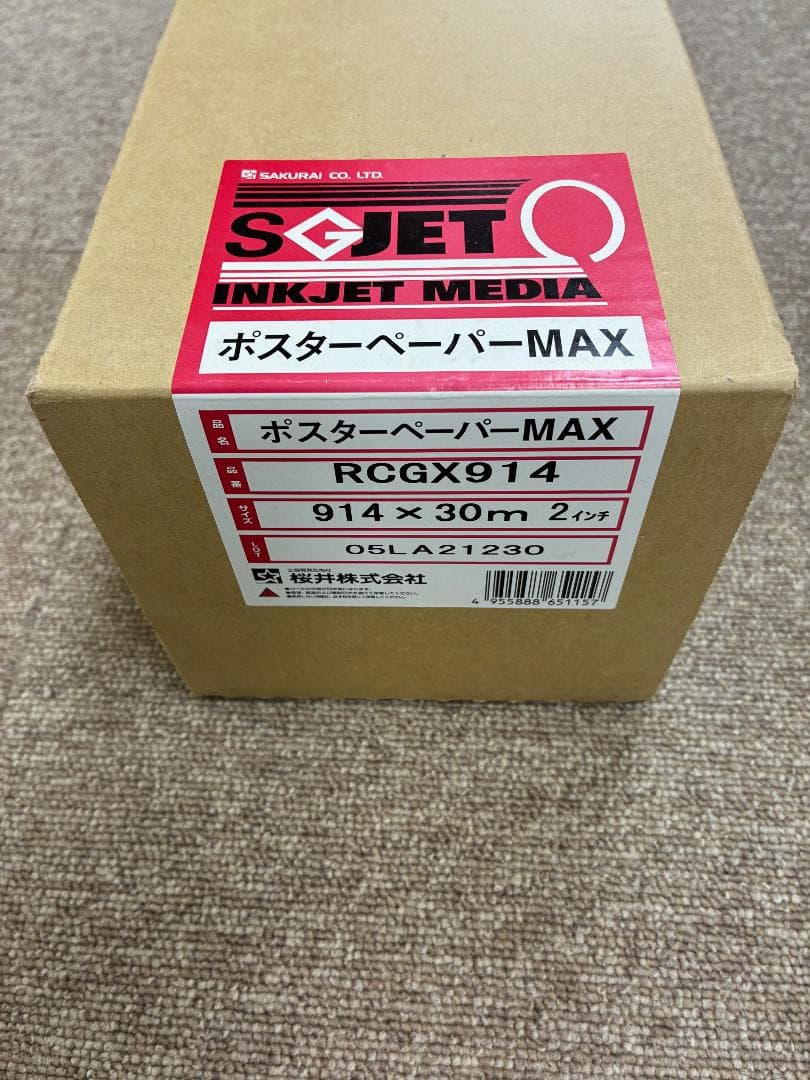 SAKURAI CO. LTD.
SGJET
INKJET MEDIA
ポスターペーパーMAX
品名 ポスターペーパーMAX
品番 RCGX914
サイズ 914×30m 2インチ
LOT 05LA21230
桜井株式会社
4 955888 651157